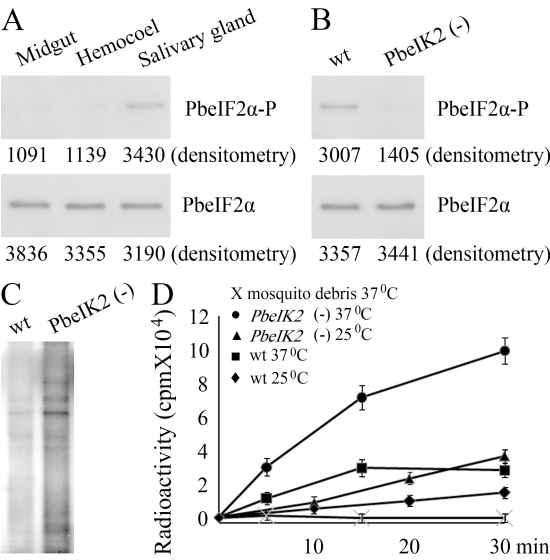 A
Midgut
Hemocoel
Salivary gland
PbeIF2α-P
1091 1139 3430 (densitometry)
PbeIF2α
3836 3355 3190 (densitometry)
B
wt
PbeIK2 (-)
PbeIF2α-P
3007 1405 (densitometry)
PbeIF2α
3357 3441 (densitometry)
C
wt
PbeIK2 (-)
D
X mosquito debris 37⁰C
PbeIK2 (-) 37⁰C
PbeIK2 (-) 25⁰C
wt 37⁰C
wt 25⁰C
Radioactivity (cpmX10⁴)
12
10
8
6
4
2
0
10 20 30 min